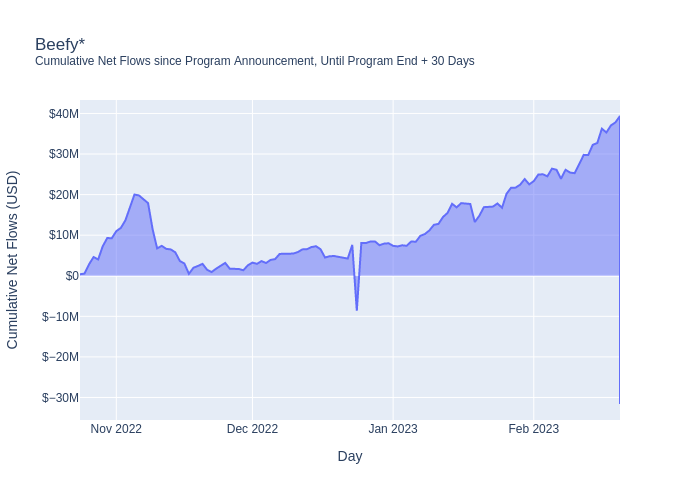 Beefy*
Cumulative Net Flows since Program Announcement, Until Program End + 30 Days
Cumulative Net Flows (USD)
$40M
$30M
$20M
$10M
$0
$−10M
$−20M
$−30M
Nov 2022
Dec 2022
Jan 2023
Feb 2023
Day